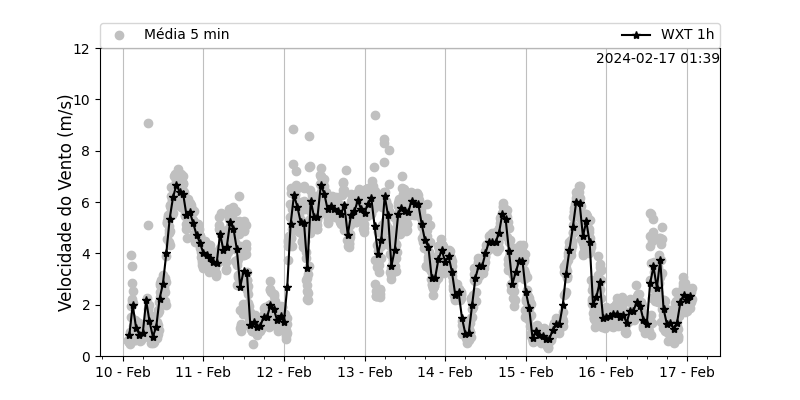 Média 5 min
WXT 1h
2024-02-17 01:39
Velocidade do Vento (m/s)
12
10
8
6
4
2
0
10 - Feb
11 - Feb
12 - Feb
13 - Feb
14 - Feb
15 - Feb
16 - Feb
17 - Feb